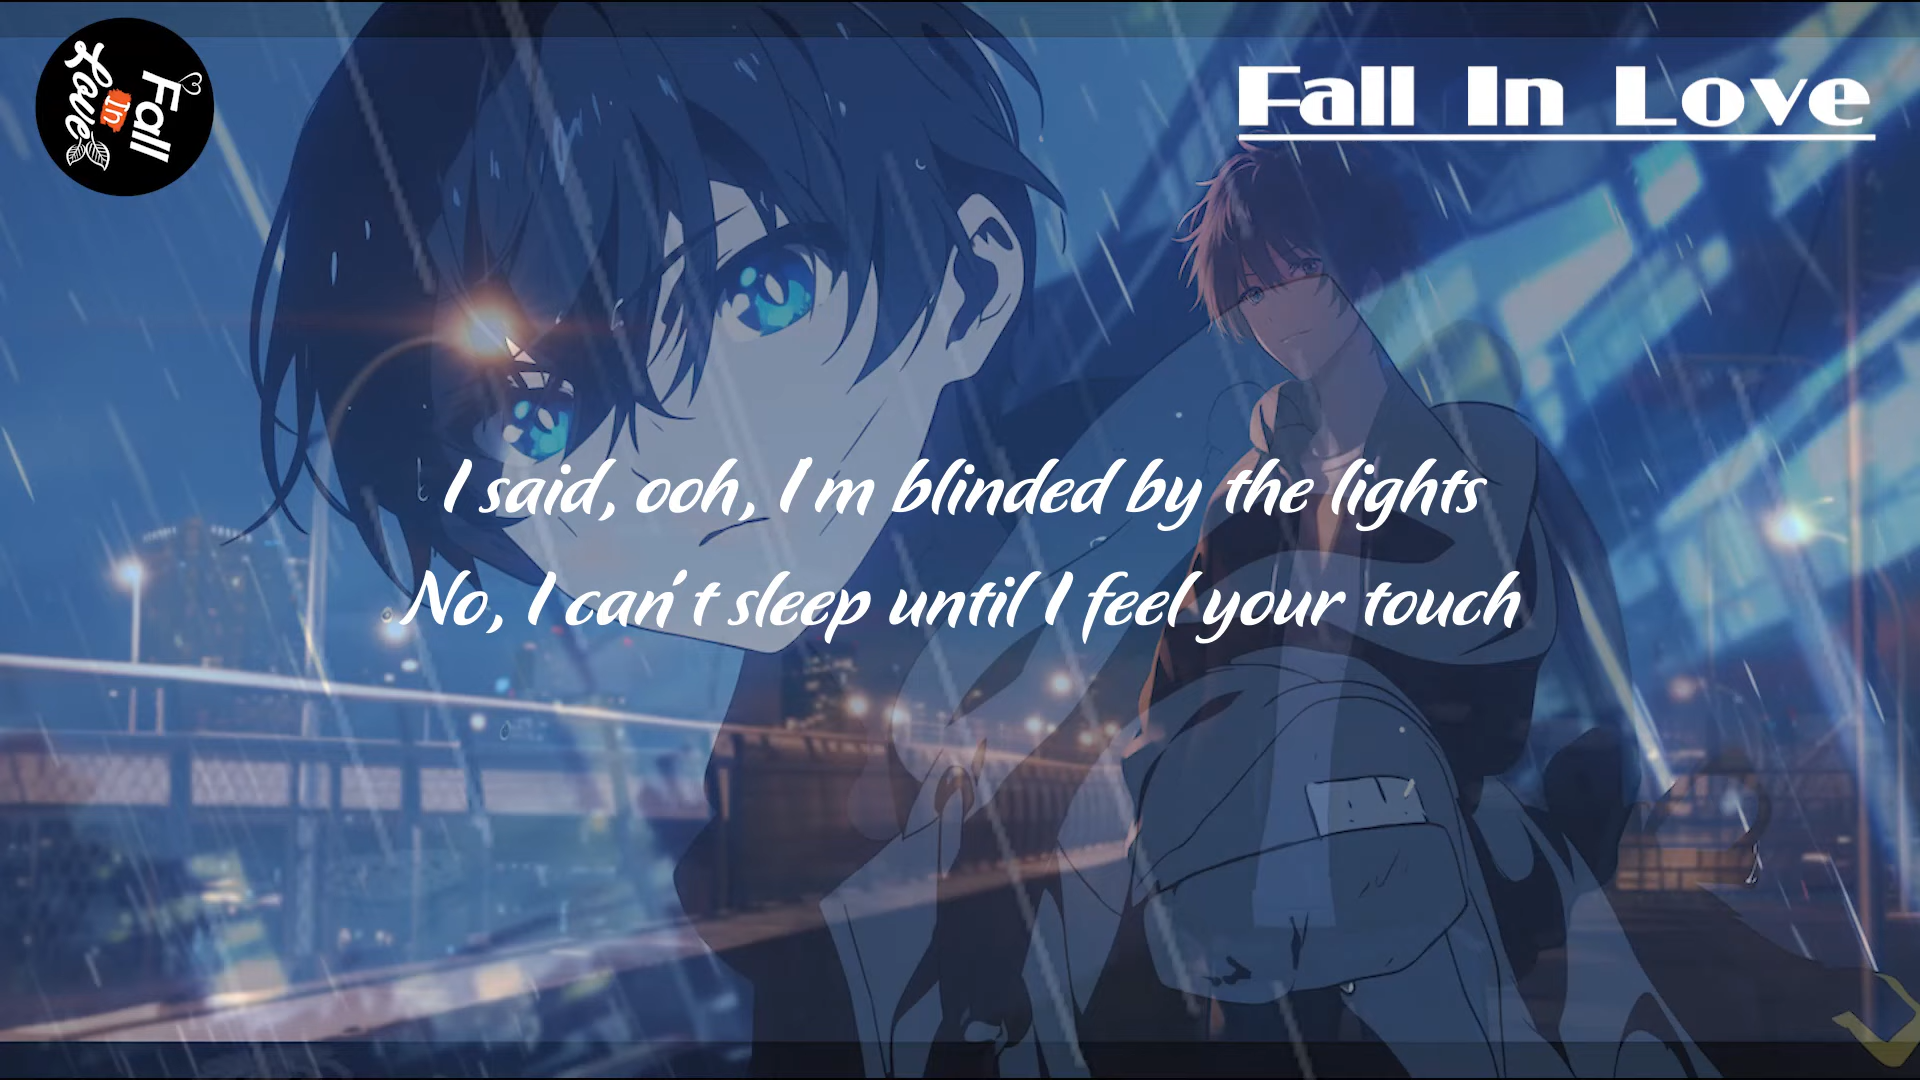 Love
In
Fall
Fall In Love
I said, ooh, I m blinded by the lights
No, I can't sleep until I feel your touch